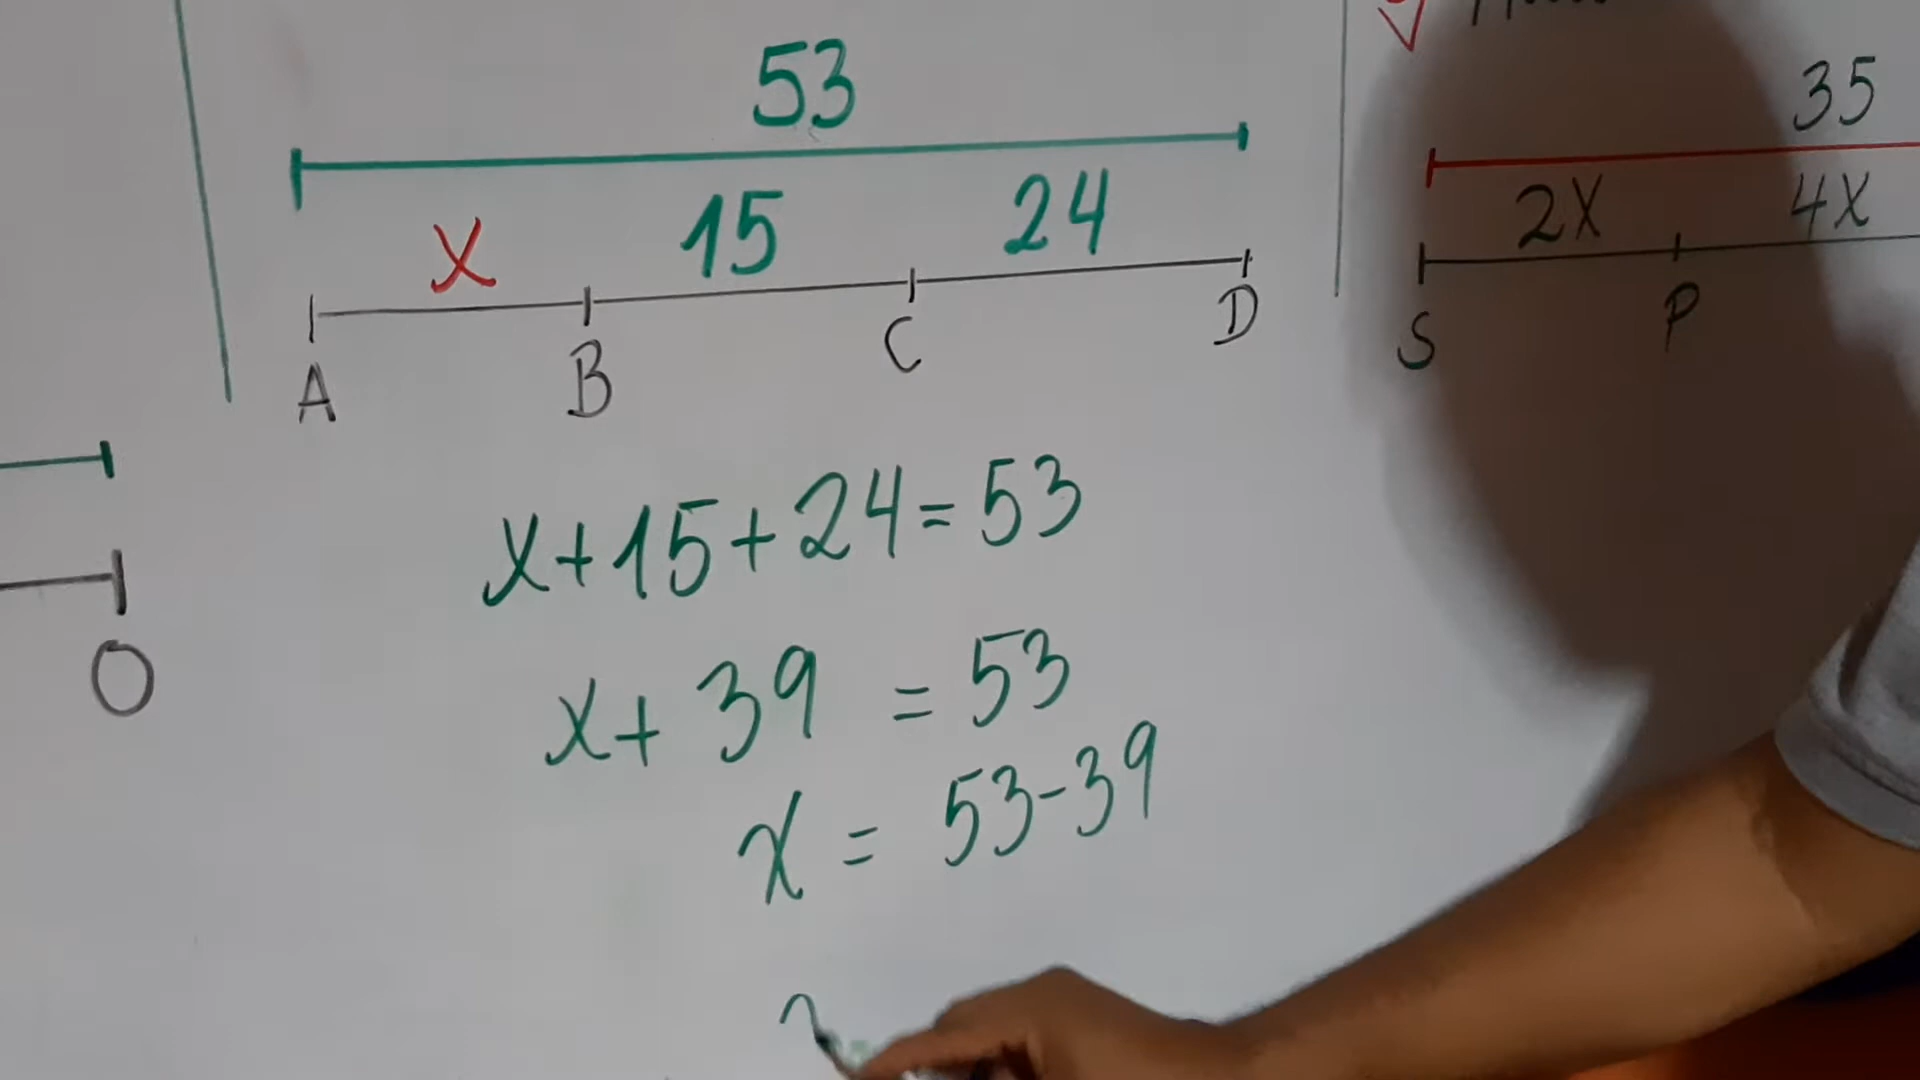 53
x 15 24
A B C D
x+15+24=53
x+ 39 = 53
x = 53-39
O
35
2x 4x
S P